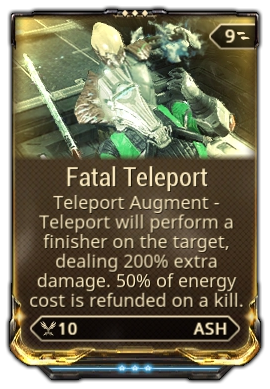 9
Fatal Teleport
Teleport Augment -
Teleport will perform a
finisher on the target,
dealing 200% extra
damage. 50% of energy
cost is refunded on a kill.
10
ASH